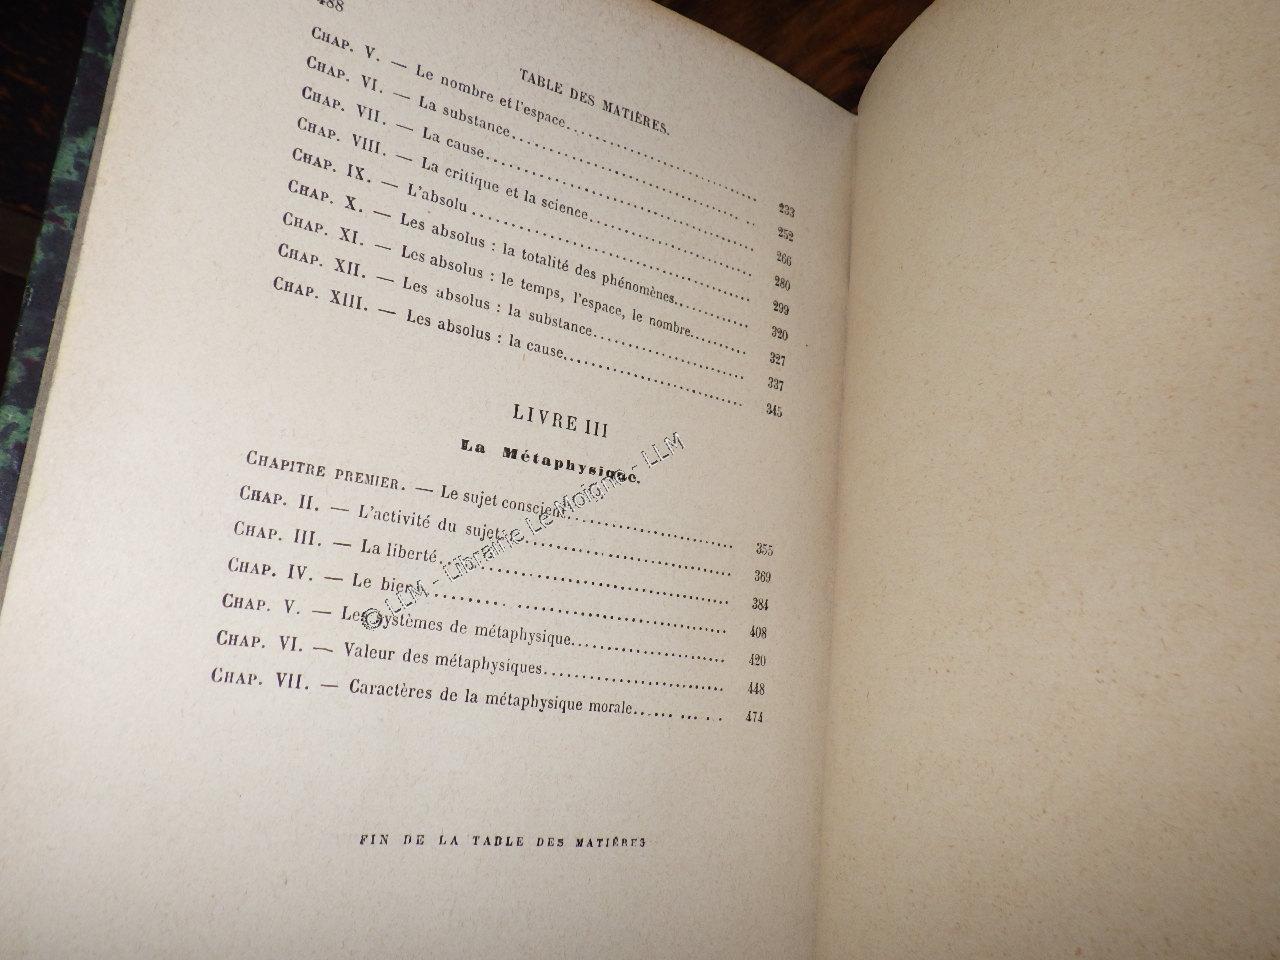 488
TABLE DES MATIÈRES.
CHAP. V. — Le nombre et l'espace........ 233
CHAP. VI. — La substance........ 252
CHAP. VII. — La cause........ 266
CHAP. VIII. — La critique et la science........ 280
CHAP. IX. — L'absolu........ 299
CHAP. X. — Les absolus : la totalité des phénomènes........ 320
CHAP. XI. — Les absolus : le temps, l'espace, le nombre........ 327
CHAP. XII. — Les absolus : la substance........ 337
CHAP. XIII. — Les absolus : la cause........ 345
LIVRE III
La Métaphysique.
CHAPITRE PREMIER. — Le sujet conscient........ 355
CHAP. II. — L'activité du sujet........ 369
CHAP. III. — La liberté........ 384
CHAP. IV. — Le bien........ 408
CHAP. V. — Les systèmes de métaphysique........ 420
CHAP. VI. — Valeur des métaphysiques........ 448
CHAP. VII. — Caractères de la métaphysique morale........ 474
FIN DE LA TABLE DES MATIÈRES
© LLM - Librairie Le Moigne - LLM